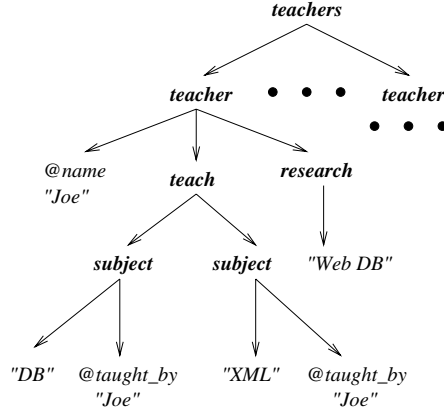 teachers
teacher
teacher
@name
"Joe"
teach
research
subject
subject
"Web DB"
"DB"
@taught_by
"Joe"
"XML"
@taught_by
"Joe"